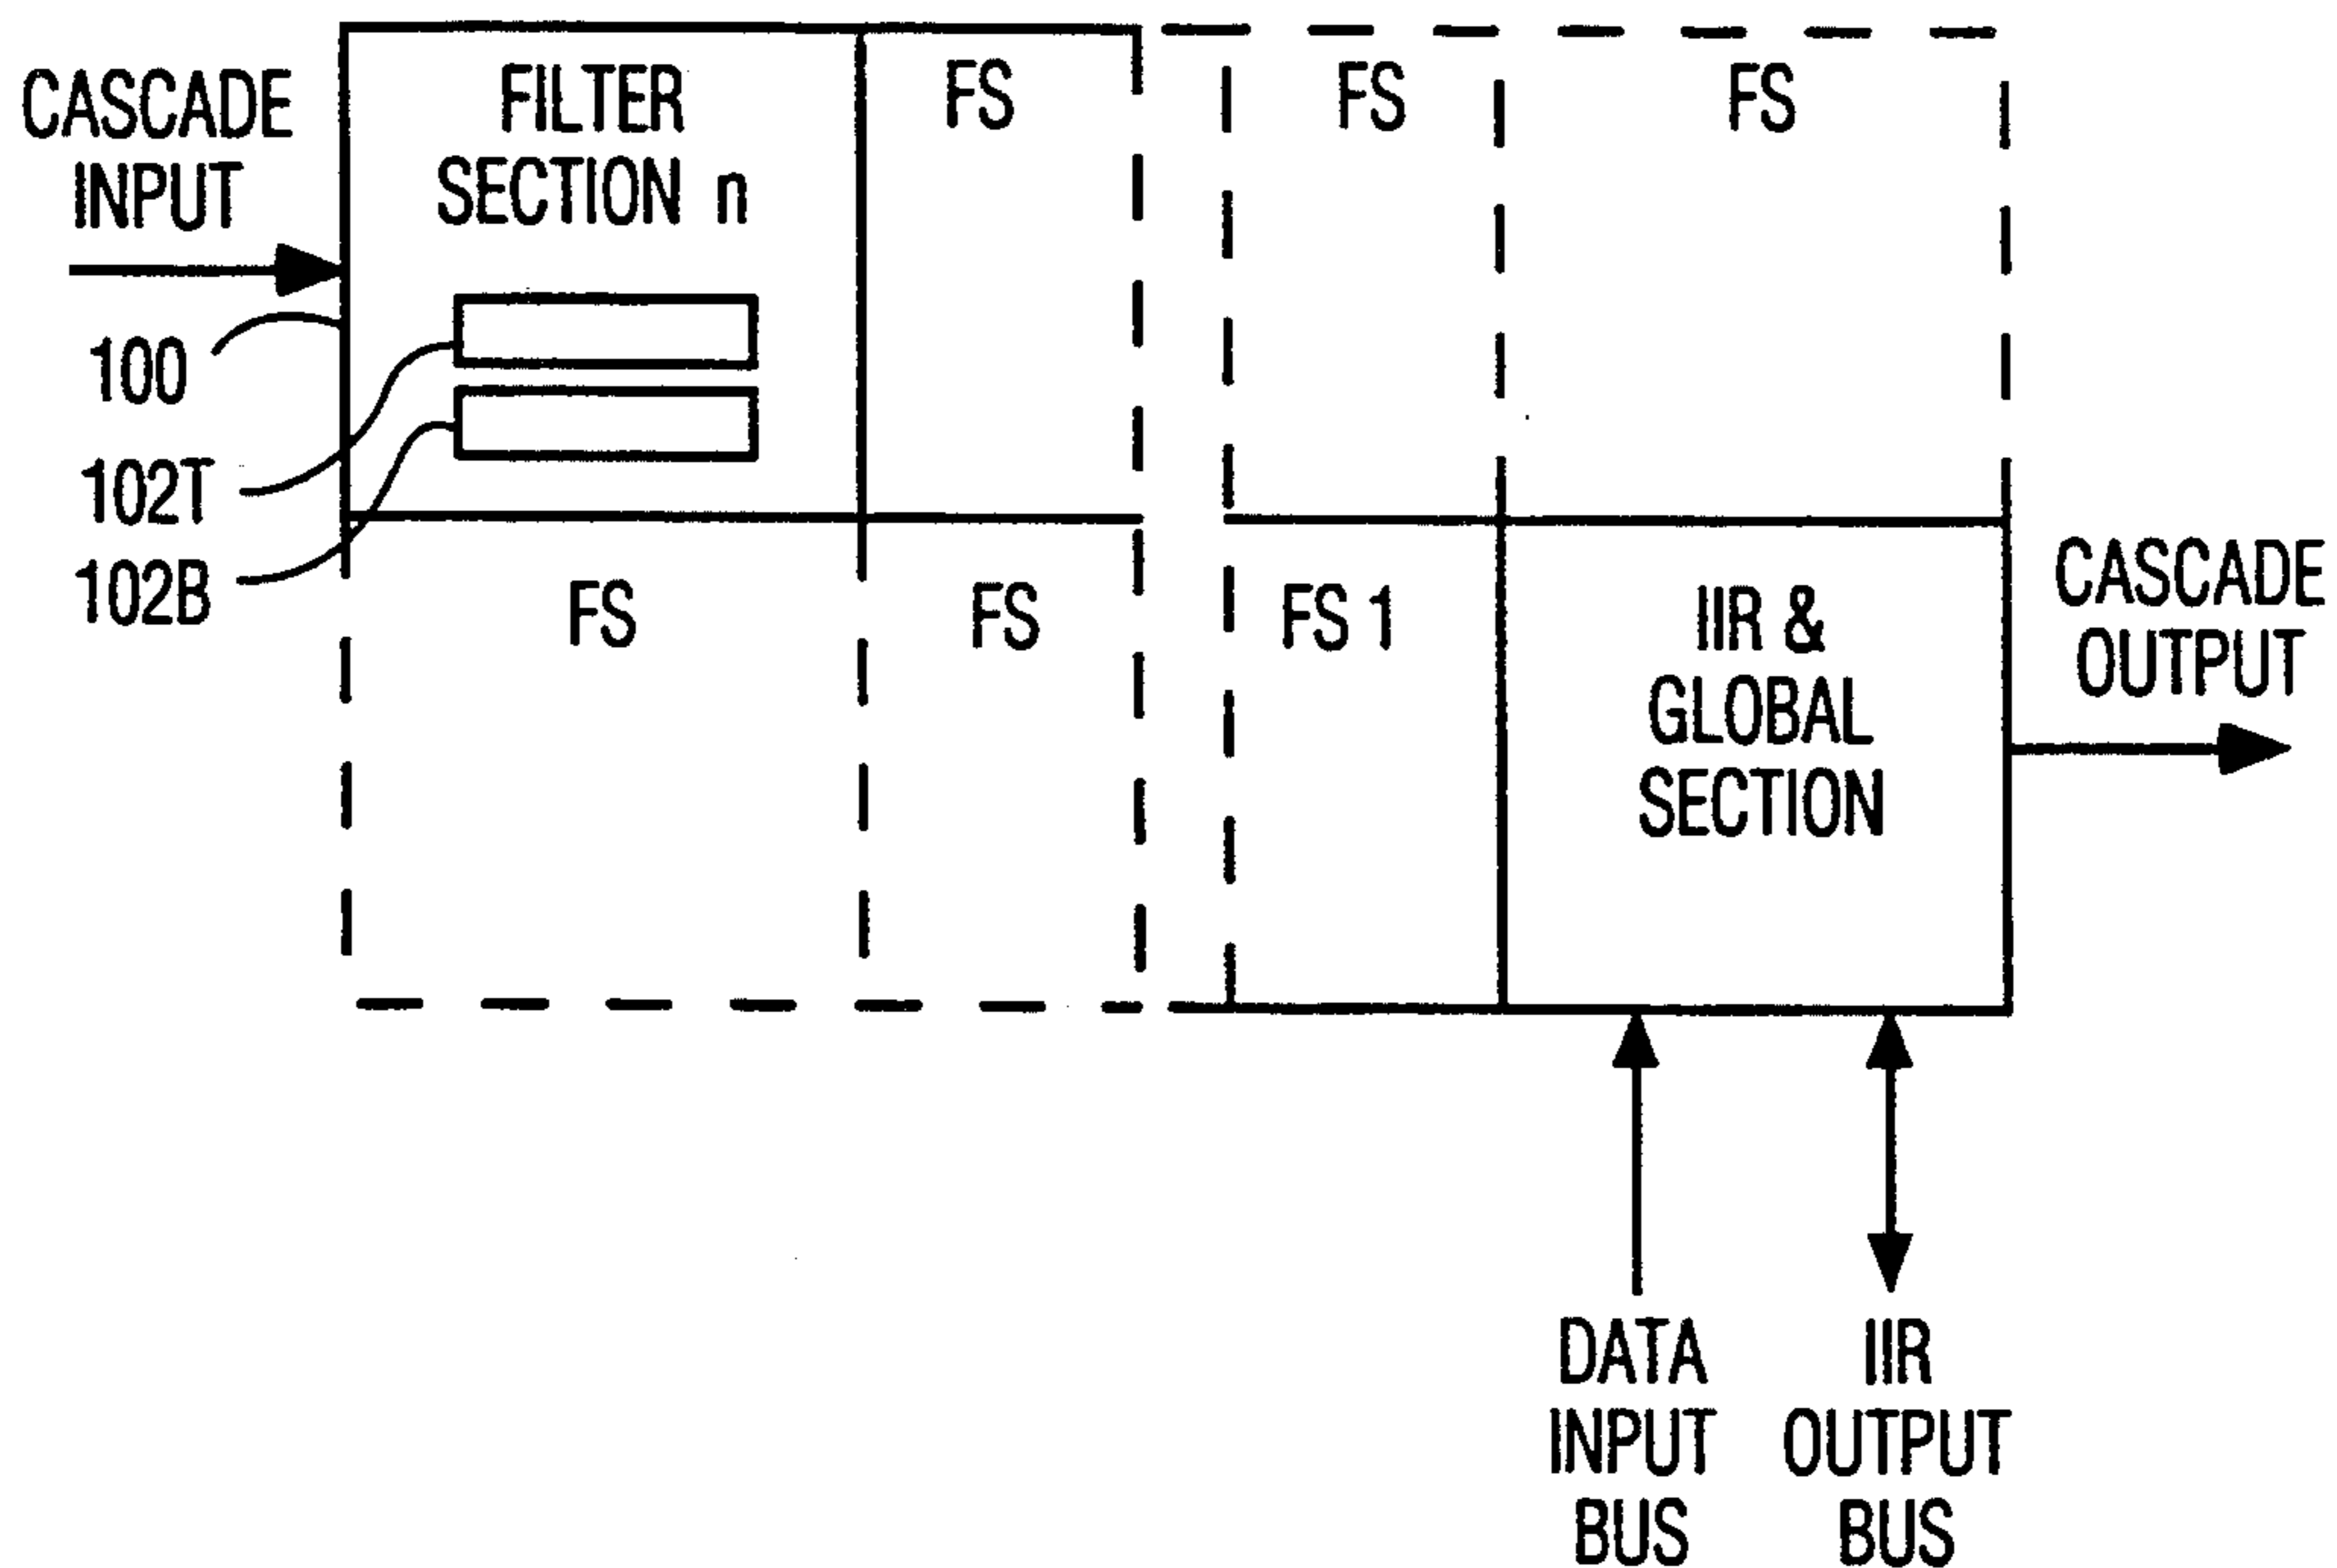 CASCADE
INPUT
FILTER
SECTION n
FS
FS
FS
100
102T
102B
FS
FS
FS 1
IIR &
GLOBAL
SECTION
CASCADE
OUTPUT
DATA
INPUT
BUS
IIR
OUTPUT
BUS